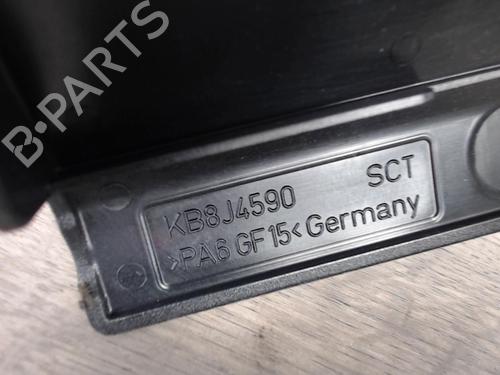 B-PARTS
KB8J4590 SCT
>PA6 GF15< Germany